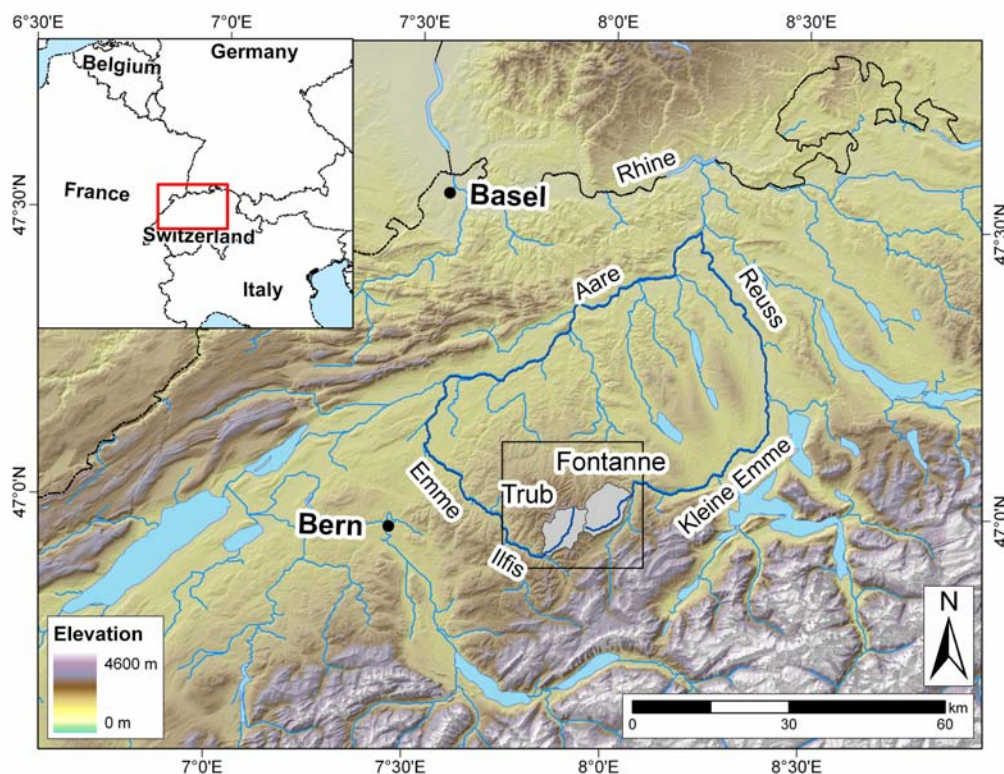 6°30'E
7°0'E
7°30'E
8°0'E
8°30'E
Germany
Belgium
France
Switzerland
Italy
47°30'N
47°30'N
Rhine
Basel
Aare
Reuss
Fontanne
Trub
Emme
Kleine Emme
47°0'N
47°0'N
Bern
Ilfis
Elevation
4600 m
0 m
N
km
0 30 60
7°0'E
7°30'E
8°0'E
8°30'E